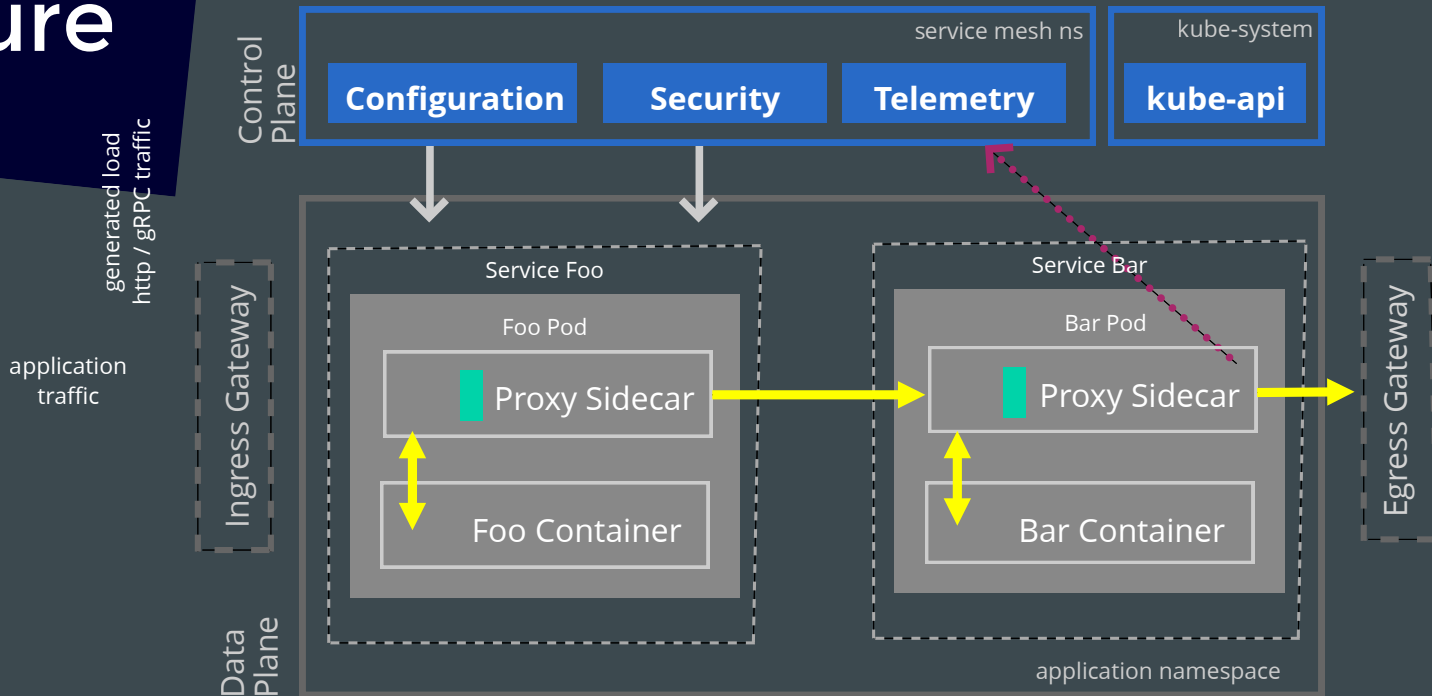 ure
service mesh ns
kube-system
Control
Plane
Configuration
Security
Telemetry
kube-api
generated load
http / gRPC traffic
application
traffic
Ingress Gateway
Service Foo
Foo Pod
Proxy Sidecar
Foo Container
Service Bar
Bar Pod
Proxy Sidecar
Bar Container
Egress Gateway
Data
Plane
application namespace